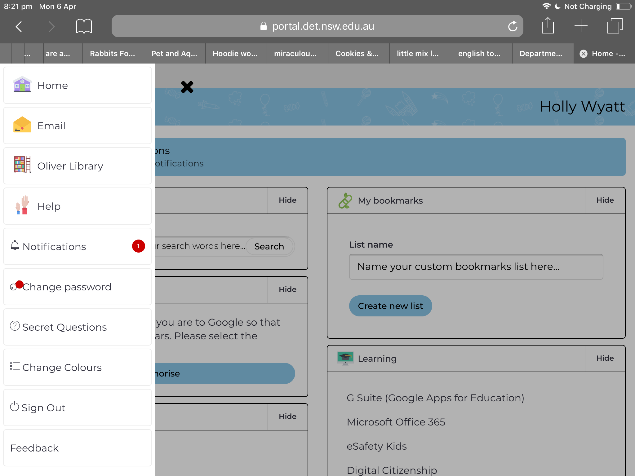 8:21 pm Mon 6 Apr
Not Charging
portal.det.nsw.edu.au
...
are a...
Rabbits Fo...
Pet and Aq...
Hoodie wo...
miraculou...
Cookies &...
little mix l...
english to...
Departme...
Home -...
Home
Email
Oliver Library
Help
Notifications
1
Change password
Secret Questions
Change Colours
Sign Out
Feedback
Holly Wyatt
ons
otifications
Hide
r search words here...
Search
Hide
you are to Google so that
ars. Please select the
orise
Hide
My bookmarks
Hide
List name
Name your custom bookmarks list here...
Create new list
Learning
Hide
G Suite (Google Apps for Education)
Microsoft Office 365
eSafety Kids
Digital Citizenship